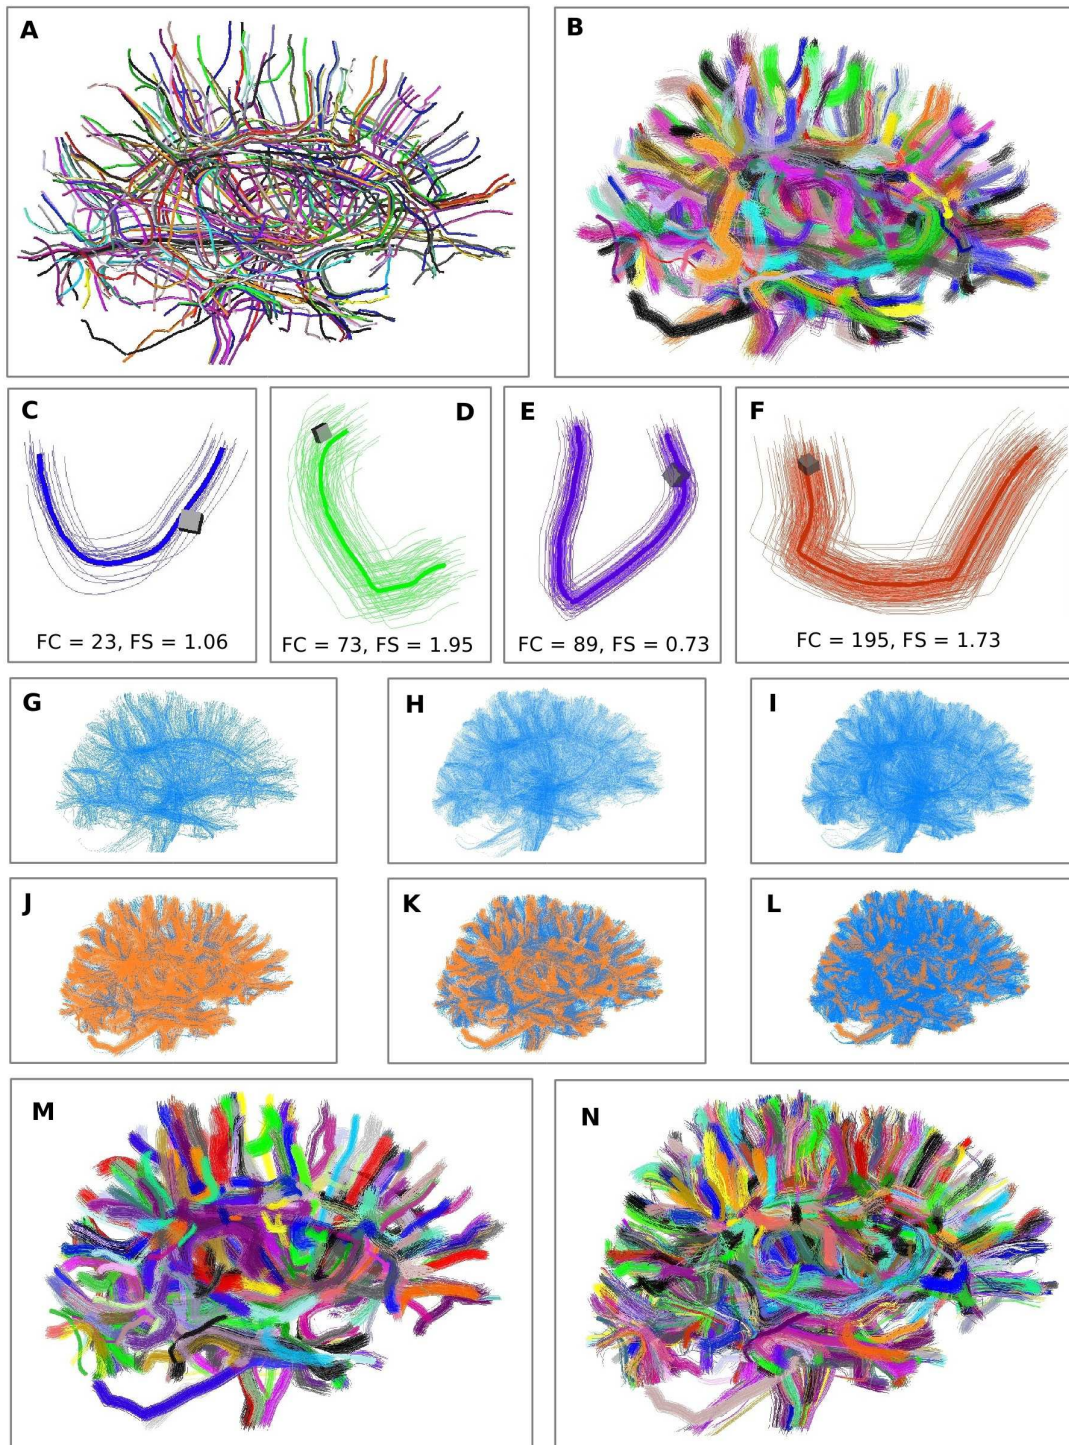 A
B
C
FC = 23, FS = 1.06
D
FC = 73, FS = 1.95
E
FC = 89, FS = 0.73
F
FC = 195, FS = 1.73
G
H
I
J
K
L
M
N